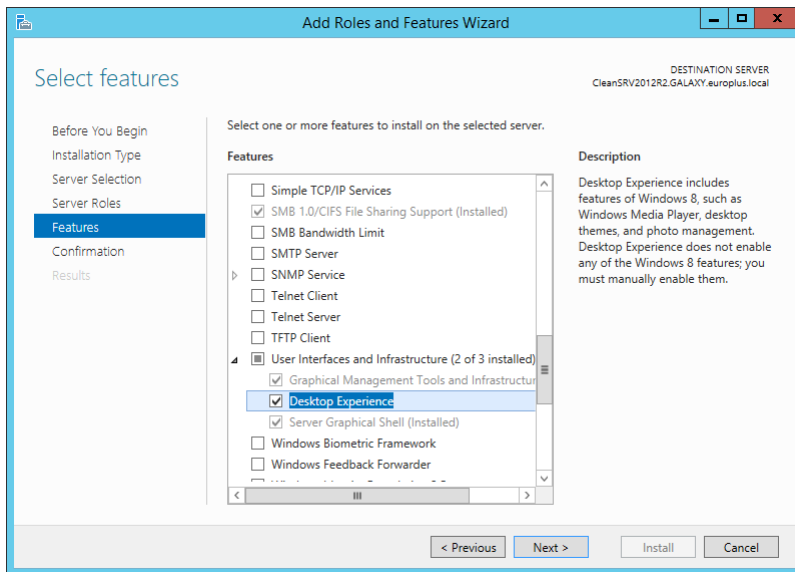 Add Roles and Features Wizard
Select features
DESTINATION SERVER
CleanSRV2012R2.GALAXY.europlus.local
Before You Begin
Installation Type
Server Selection
Server Roles
Features
Confirmation
Results
Select one or more features to install on the selected server.
Features
Simple TCP/IP Services
SMB 1.0/CIFS File Sharing Support (Installed)
SMB Bandwidth Limit
SMTP Server
SNMP Service
Telnet Client
Telnet Server
TFTP Client
User Interfaces and Infrastructure (2 of 3 installed)
Graphical Management Tools and Infrastructur
Desktop Experience
Server Graphical Shell (Installed)
Windows Biometric Framework
Windows Feedback Forwarder
Description
Desktop Experience includes
features of Windows 8, such as
Windows Media Player, desktop
themes, and photo management.
Desktop Experience does not enable
any of the Windows 8 features; you
must manually enable them.
< Previous
Next >
Install
Cancel